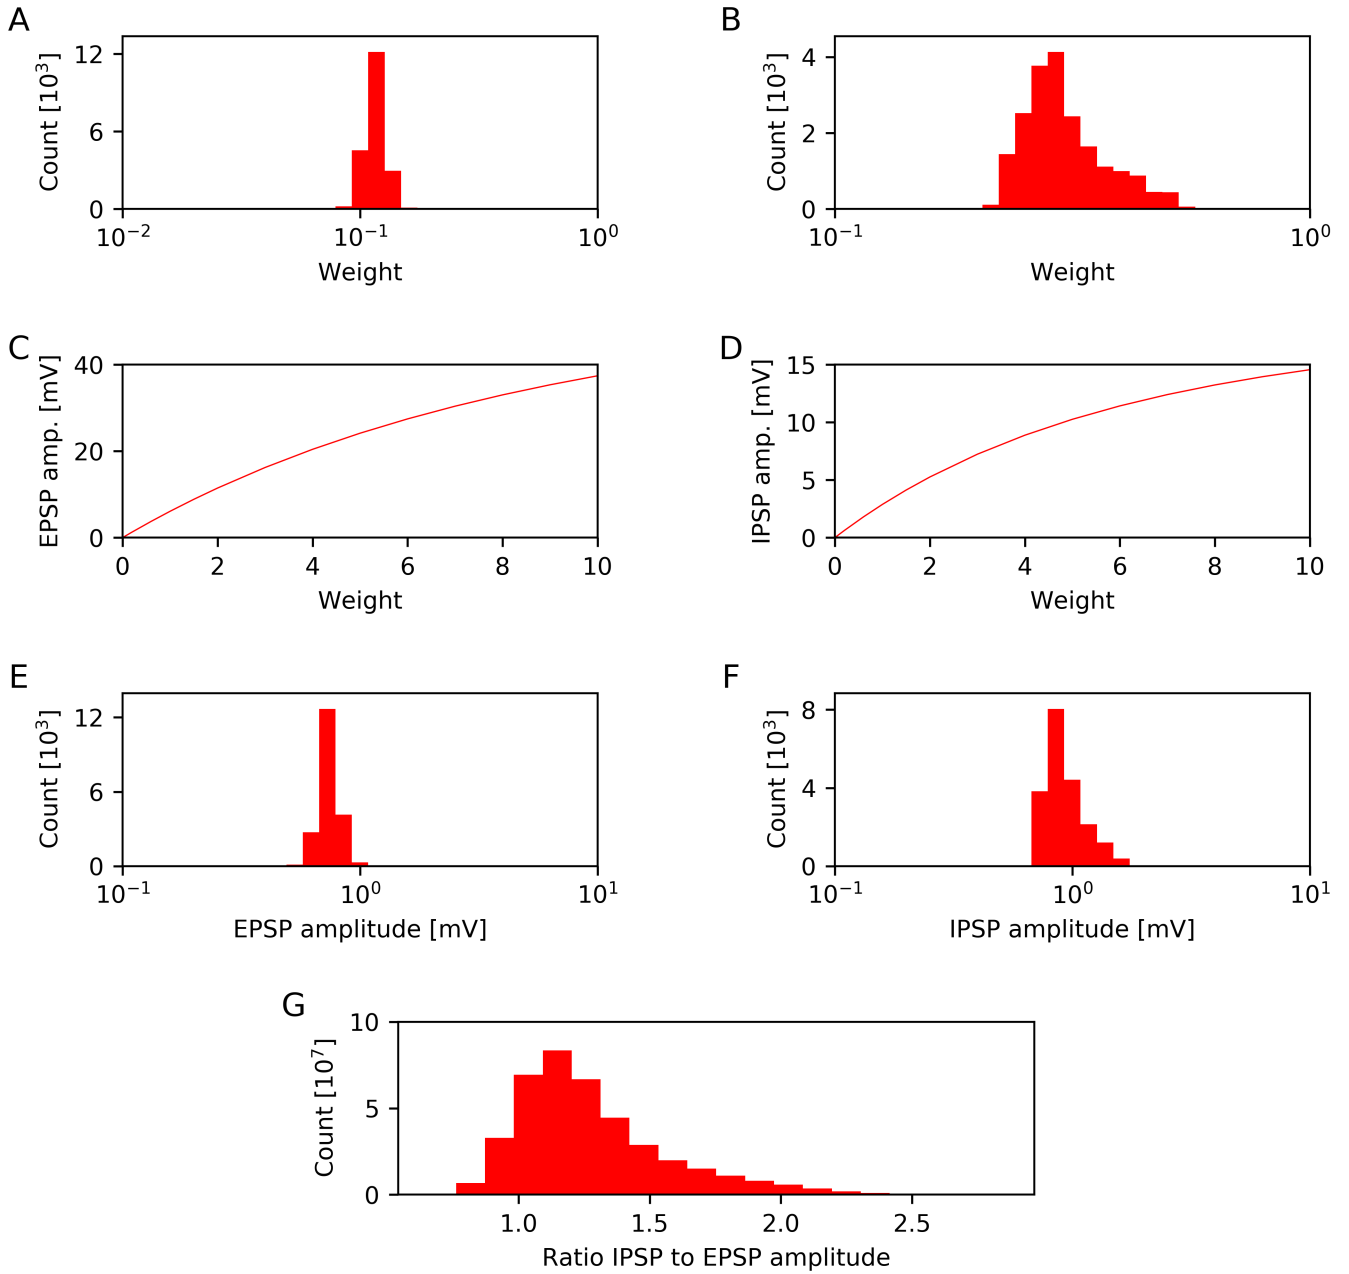 A
Count [10³]
12
6
0
10⁻²
10⁻¹
10⁰
Weight
B
Count [10³]
4
2
0
10⁻¹
10⁰
Weight
C
EPSP amp. [mV]
40
20
0
0 2 4 6 8 10
Weight
D
IPSP amp. [mV]
15
10
5
0
0 2 4 6 8 10
Weight
E
Count [10³]
12
6
0
10⁻¹
10⁰
10¹
EPSP amplitude [mV]
F
Count [10³]
8
4
0
10⁻¹
10⁰
10¹
IPSP amplitude [mV]
G
Count [10⁷]
10
5
0
1.0 1.5 2.0 2.5
Ratio IPSP to EPSP amplitude